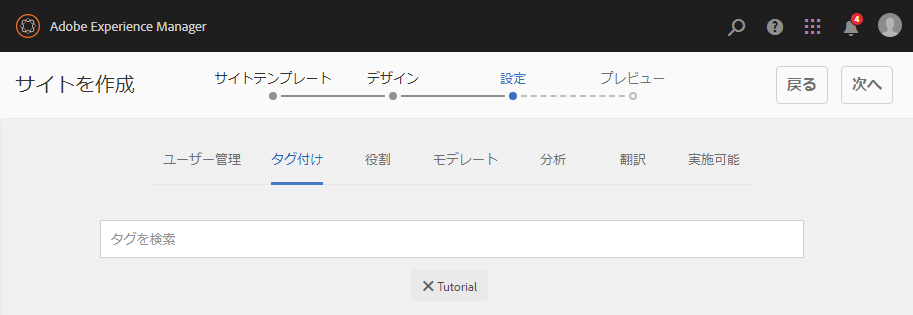 Adobe Experience Manager
4
サイトを作成
サイトテンプレート デザイン 設定 プレビュー
戻る 次へ
ユーザー管理 タグ付け 役割 モデレート 分析 翻訳 実施可能
タグを検索
Tutorial